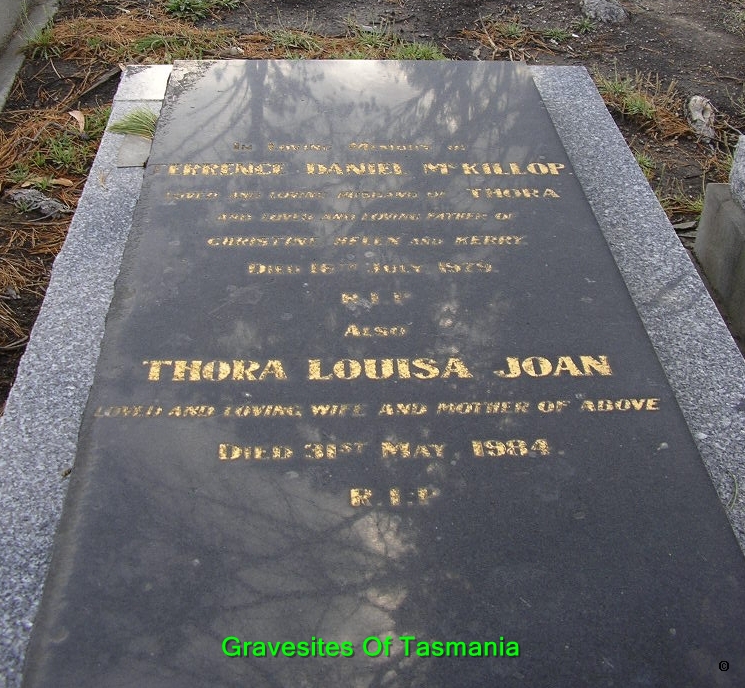 In Loving Memory of
Terrence Daniel McKillop
Loved and Loving Husband of Thora
and Loved and Loving Father of
Christine Helen and Kerry.
Died 16th July 1979.
R.I.P
Also
Thora Louisa Joan
Loved and Loving Wife and Mother of Above
Died 31st May, 1984
R.I.P
Gravesites Of Tasmania
©